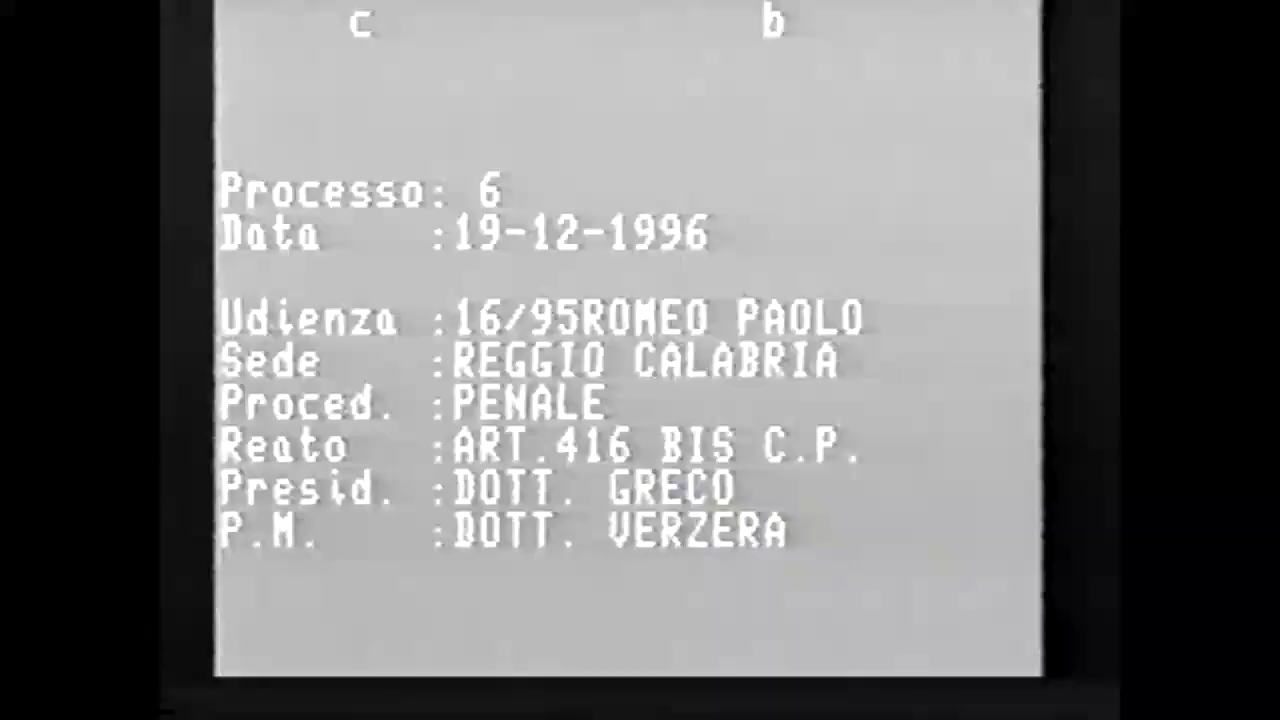 c b
Processo: 6
Data :19-12-1996
Udienza :16/95ROMEO PAOLO
Sede :REGGIO CALABRIA
Proced. :PENALE
Reato :ART.416 BIS C.P.
Presid. :DOTT. GRECO
P.M. :DOTT. VERZERA